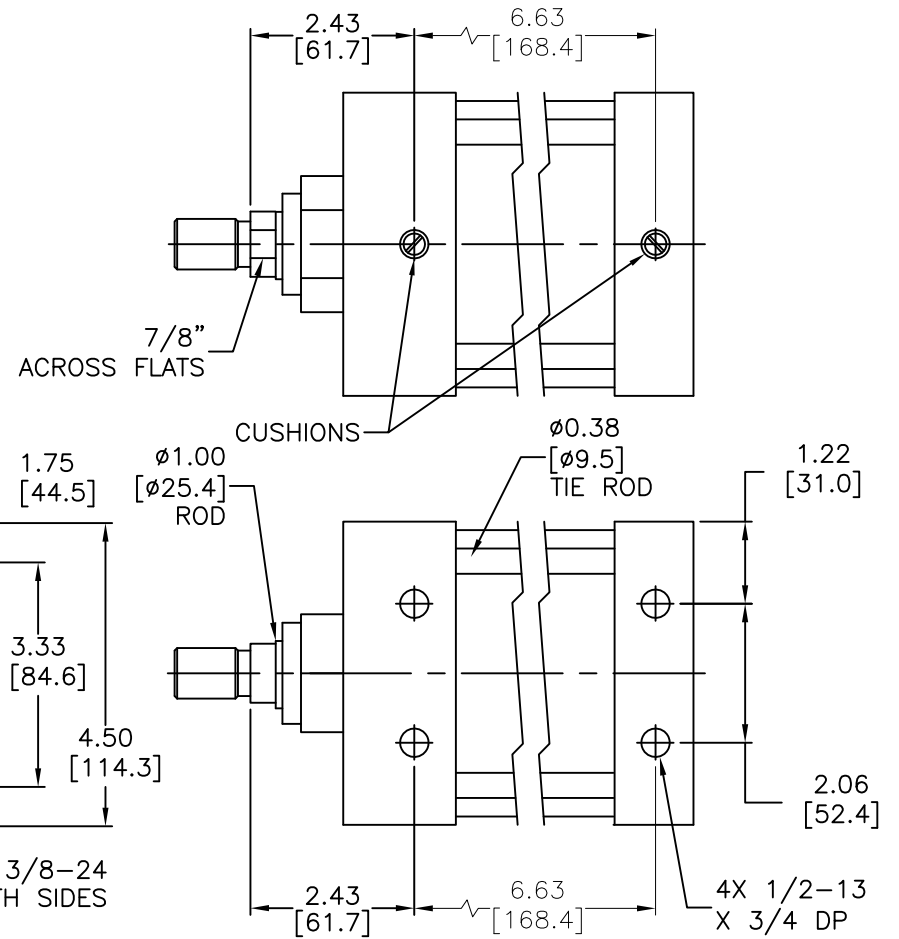 2.43
[61.7]
6.63
[168.4]
7/8”
ACROSS FLATS
CUSHIONS
1.75
[44.5]
ø1.00
[ø25.4]
ROD
ø0.38
[ø9.5]
TIE ROD
1.22
[31.0]
3.33
[84.6]
4.50
[114.3]
2.06
[52.4]
3/8–24
TH SIDES
2.43
[61.7]
6.63
[168.4]
4X 1/2–13
X 3/4 DP